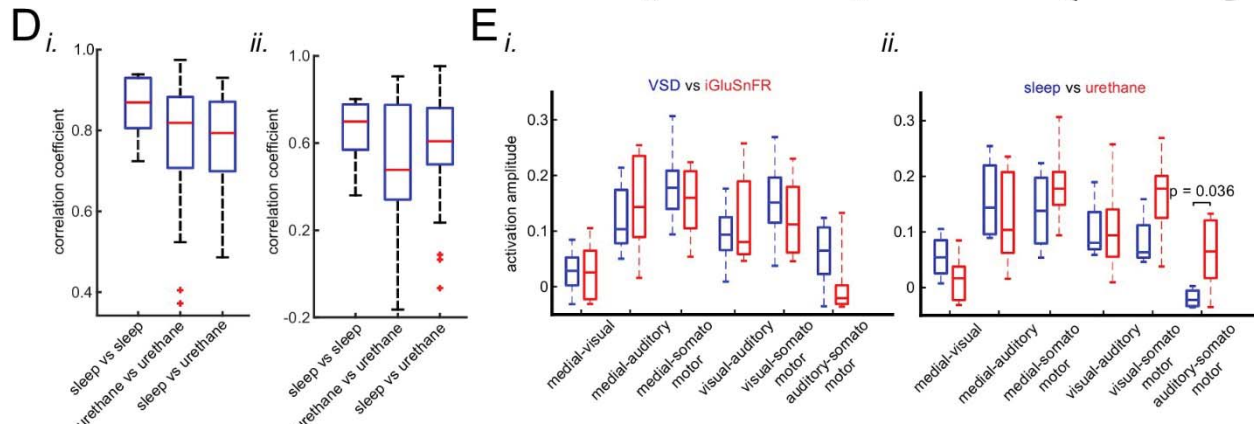 D
i.
1.0
0.8
0.6
0.4
correlation coefficient
sleep vs sleep
urethane vs urethane
sleep vs urethane
ii.
1.0
0.6
0.2
-0.2
correlation coefficient
sleep vs sleep
urethane vs urethane
sleep vs urethane
E
i.
VSD vs iGluSnFR
0.3
0.2
0.1
0
activation amplitude
medial-visual
medial-auditory
medial-somato
motor
visual-auditory
visual-somato
motor
auditory-somato
motor
ii.
sleep vs urethane
0.3
0.2
0.1
0
p = 0.036
medial-visual
medial-auditory
medial-somato
motor
visual-auditory
visual-somato
motor
auditory-somato
motor